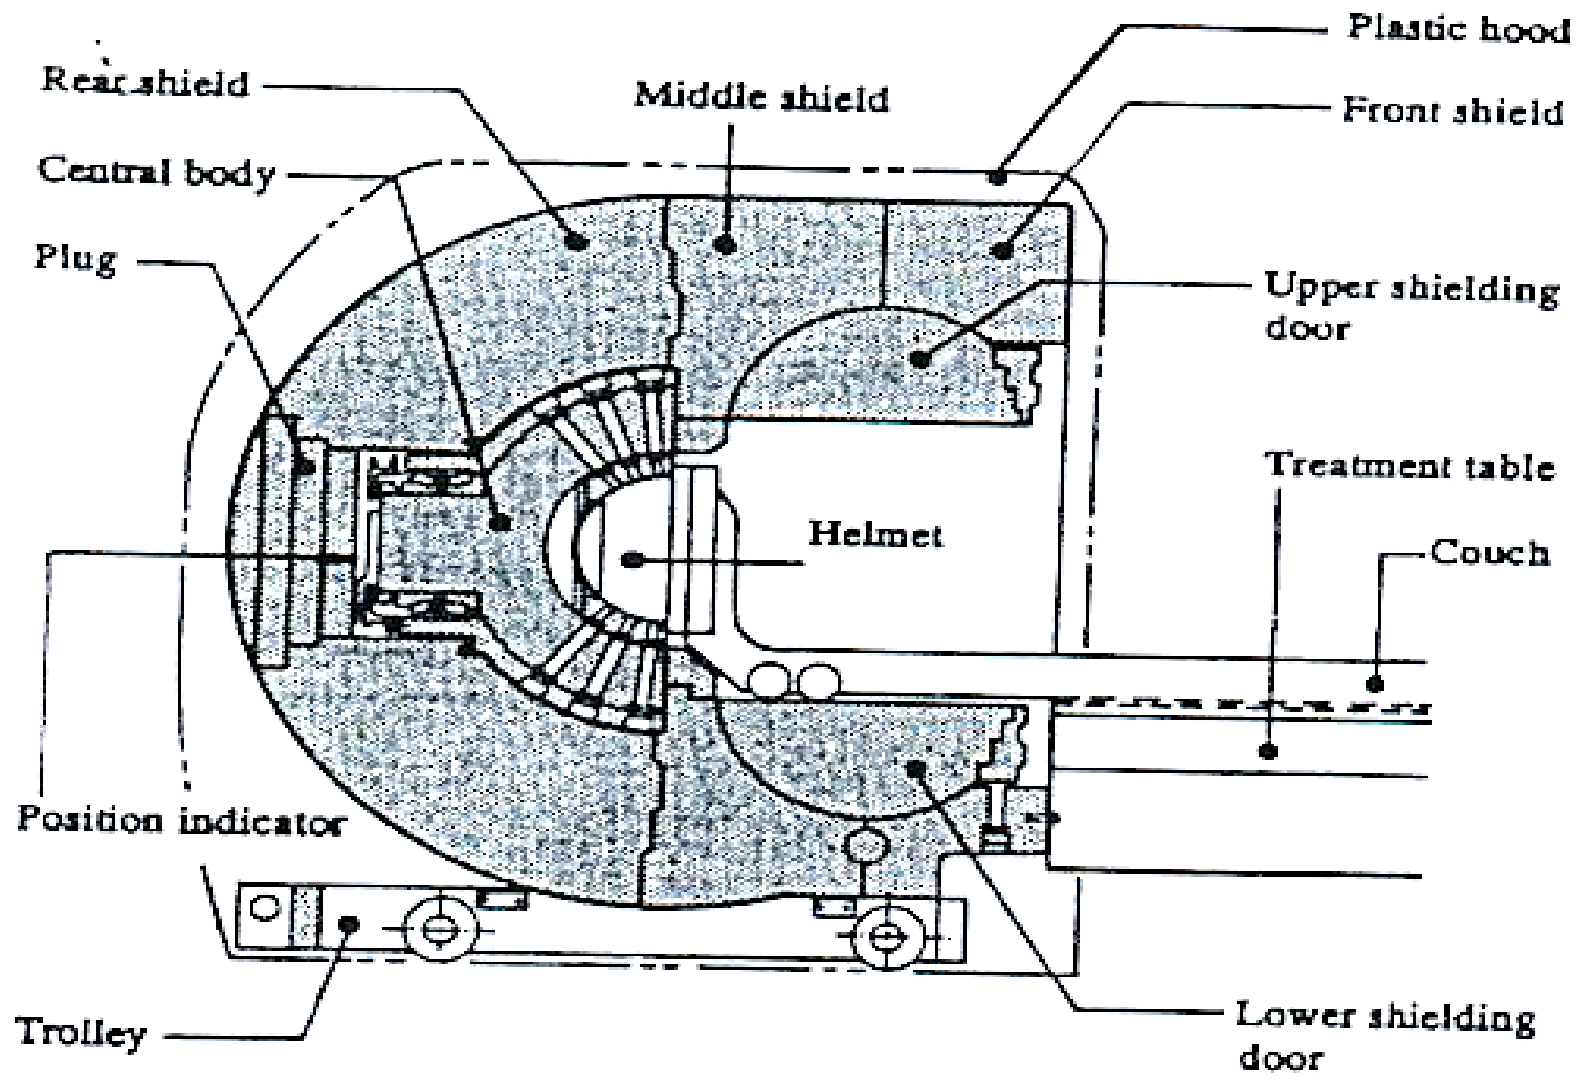 Plastic hood
Rear shield
Middle shield
Front shield
Central body
Plug
Upper shielding
door
Treatment table
Helmet
Couch
Position indicator
Trolley
Lower shielding
door